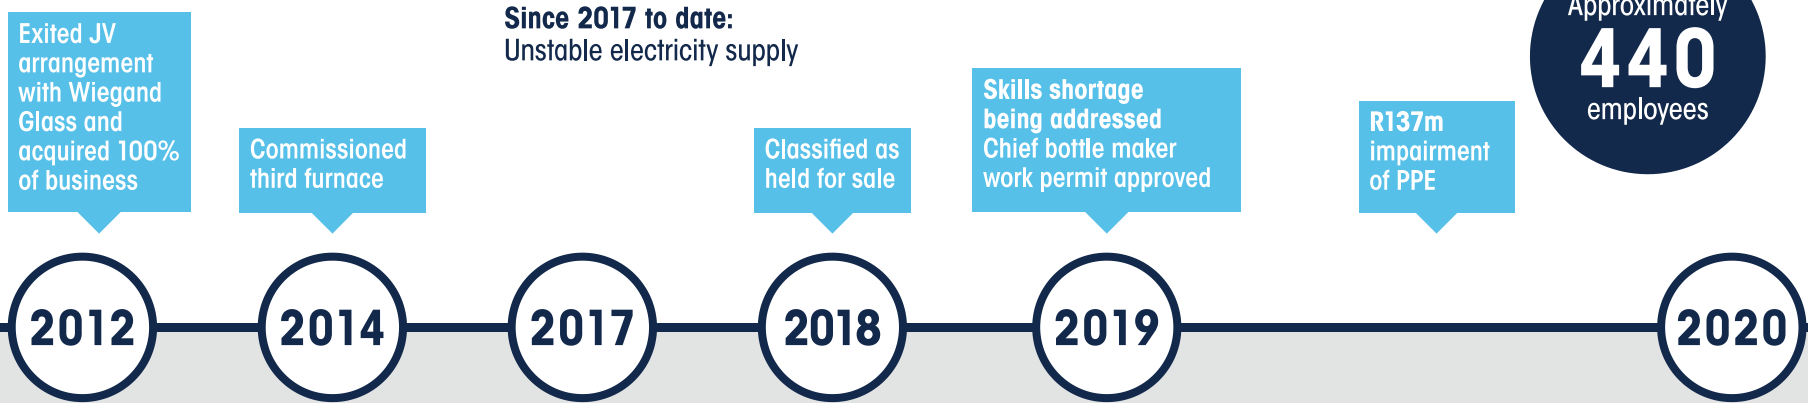 Exited JV
arrangement
with Wiegand
Glass and
acquired 100%
of business
Commissioned
third furnace
Since 2017 to date:
Unstable electricity supply
Classified as
held for sale
Skills shortage
being addressed
Chief bottle maker
work permit approved
R137m
impairment
of PPE
Approximately
440
employees
2012
2014
2017
2018
2019
2020